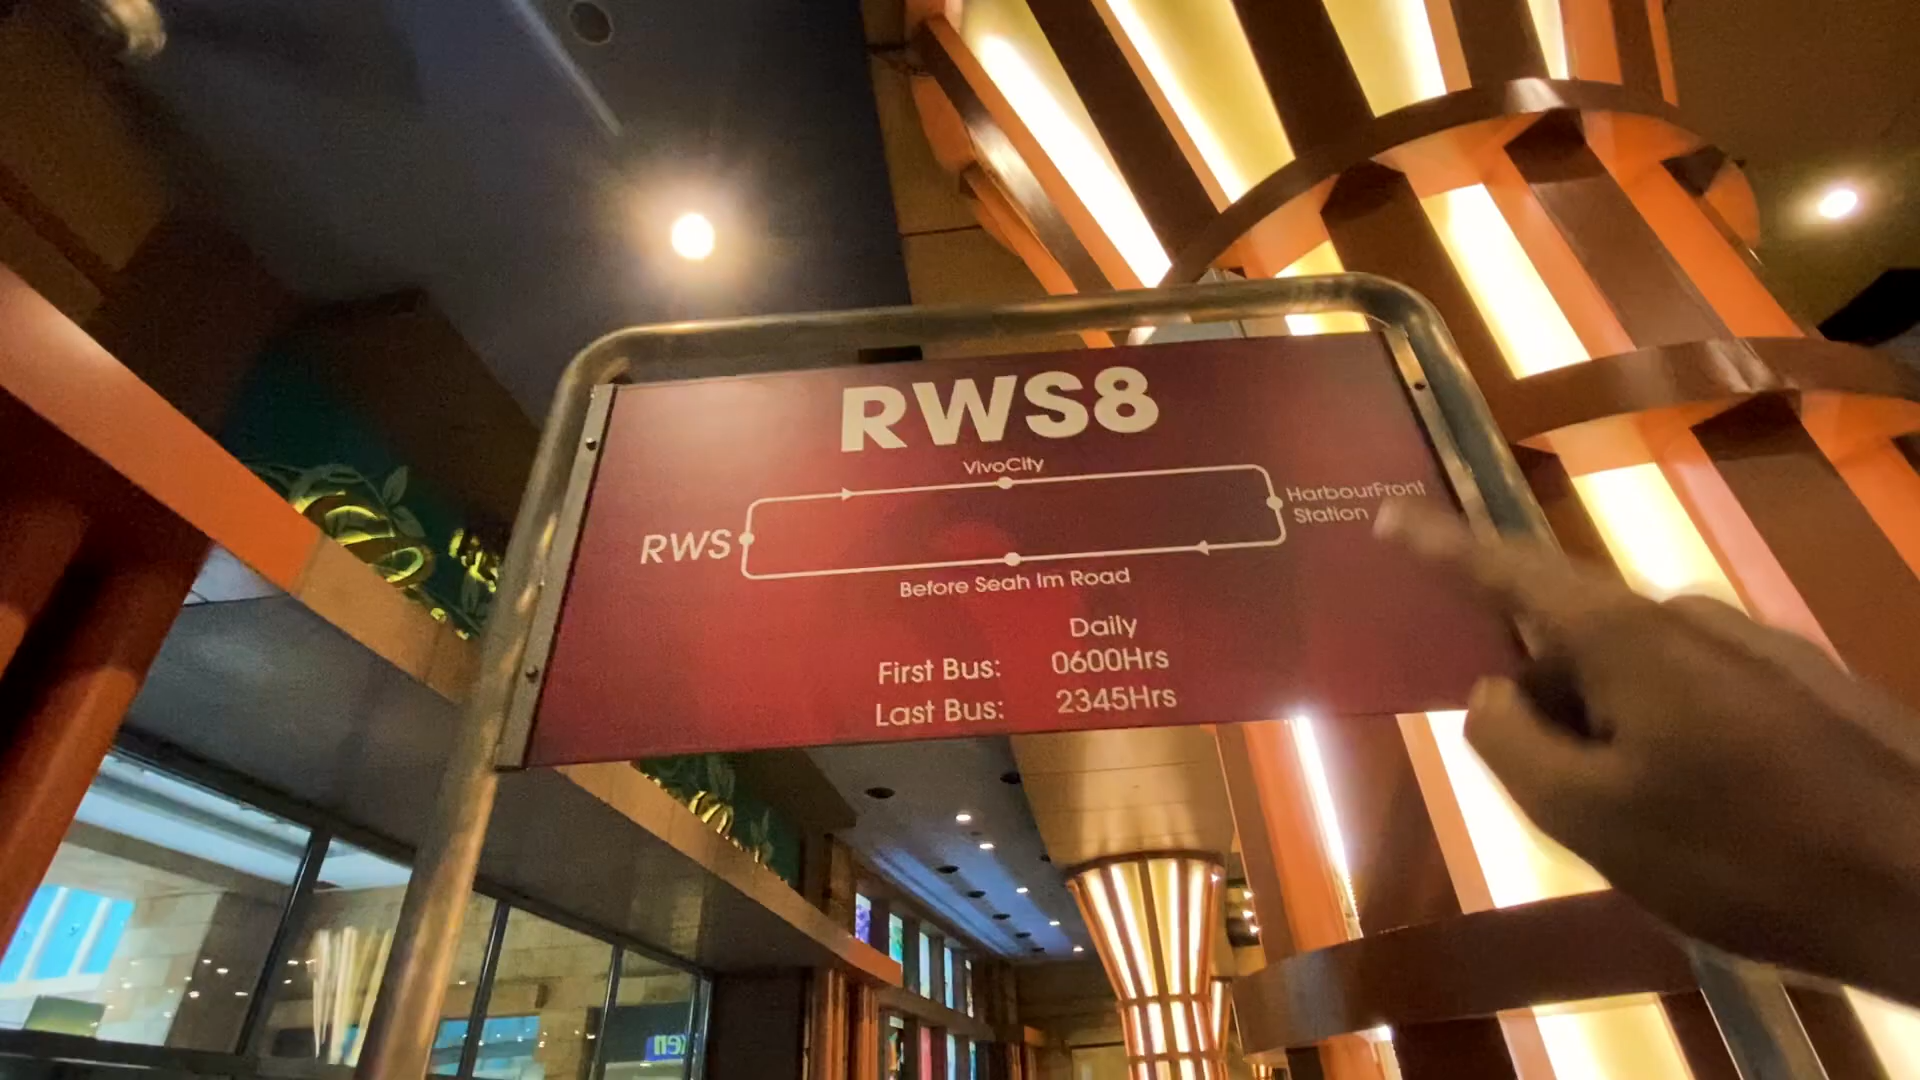 RWS8
VivoCity
HarbourFront
Station
RWS
Before Seah Im Road
Daily
First Bus: 0600Hrs
Last Bus: 2345Hrs